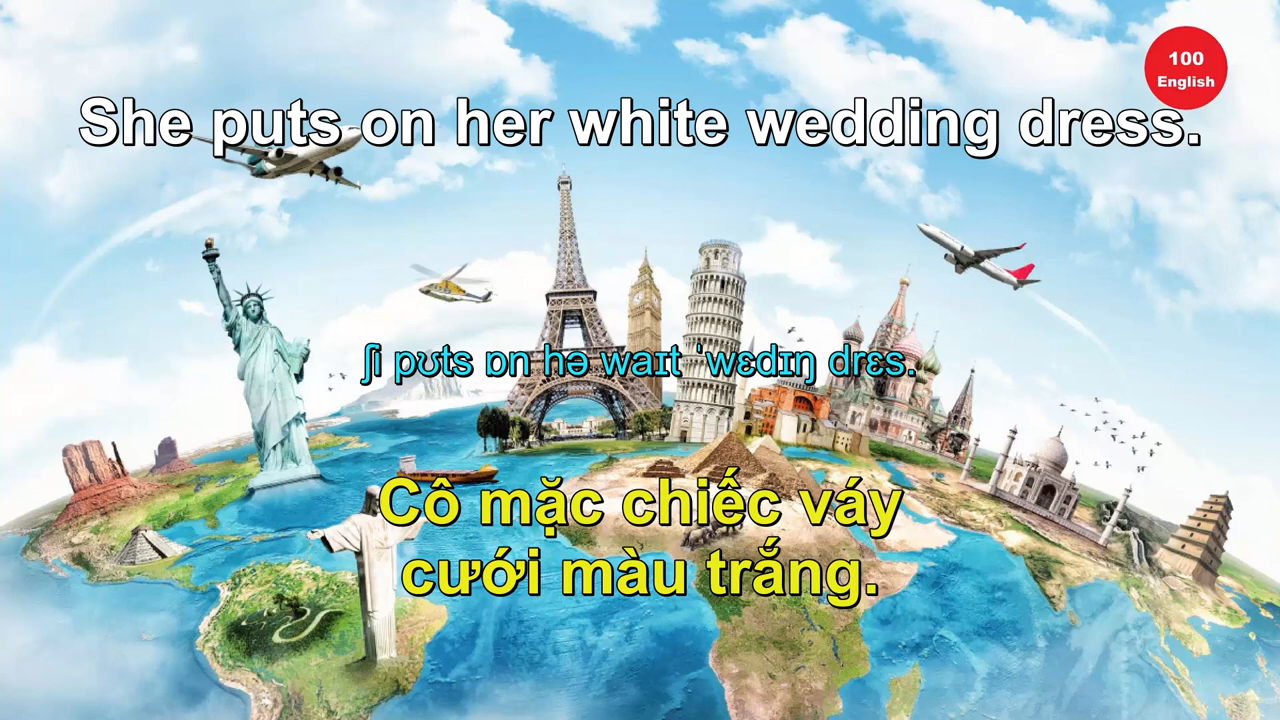 100
English
She puts on her white wedding dress.
ʃi pʊts ɒn hə waɪt ˈwɛdɪŋ drɛs.
Cô mặc chiếc váy
cưới màu trắng.